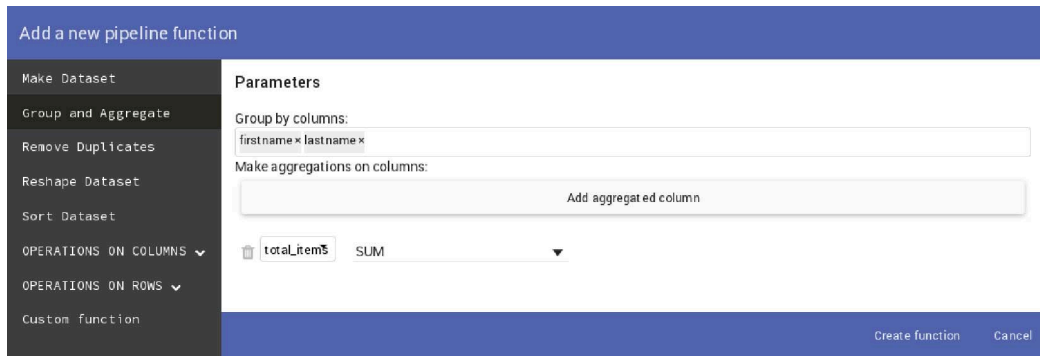 Add a new pipeline function
Make Dataset
Group and Aggregate
Remove Duplicates
Reshape Dataset
Sort Dataset
OPERATIONS ON COLUMNS
OPERATIONS ON ROWS
Custom function
Parameters
Group by columns:
firstname × lastname ×
Make aggregations on columns:
Add aggregated column
total_items SUM
Create function Cancel